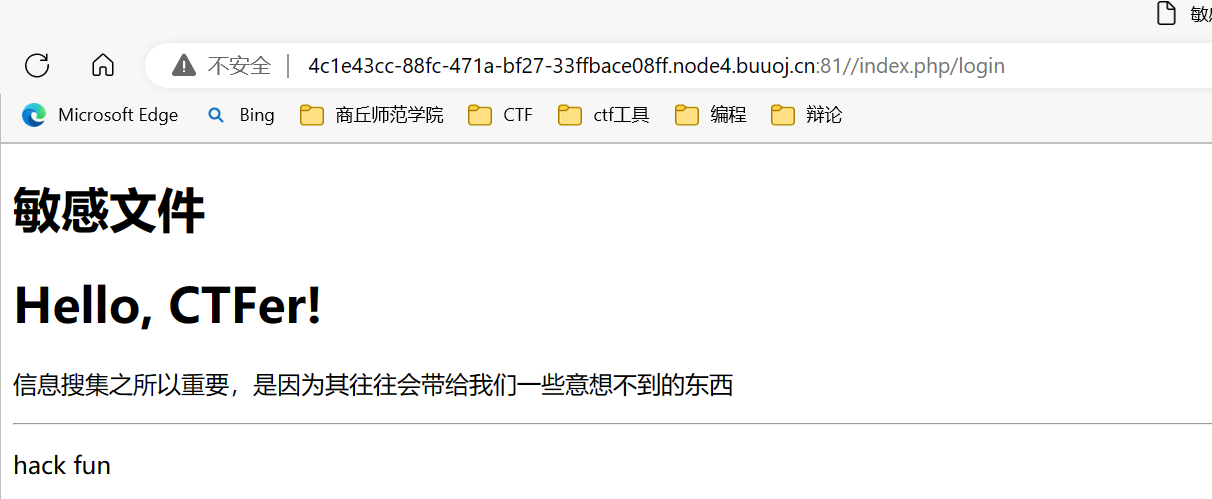 敏感
不安全 | 4c1e43cc-88fc-471a-bf27-33ffbace08ff.node4.buuoj.cn:81//index.php/login
Microsoft Edge Bing 商丘师范学院 CTF ctf工具 编程 辩论
敏感文件
Hello, CTFer!
信息搜集之所以重要，是因为其往往会带给我们一些意想不到的东西
hack fun